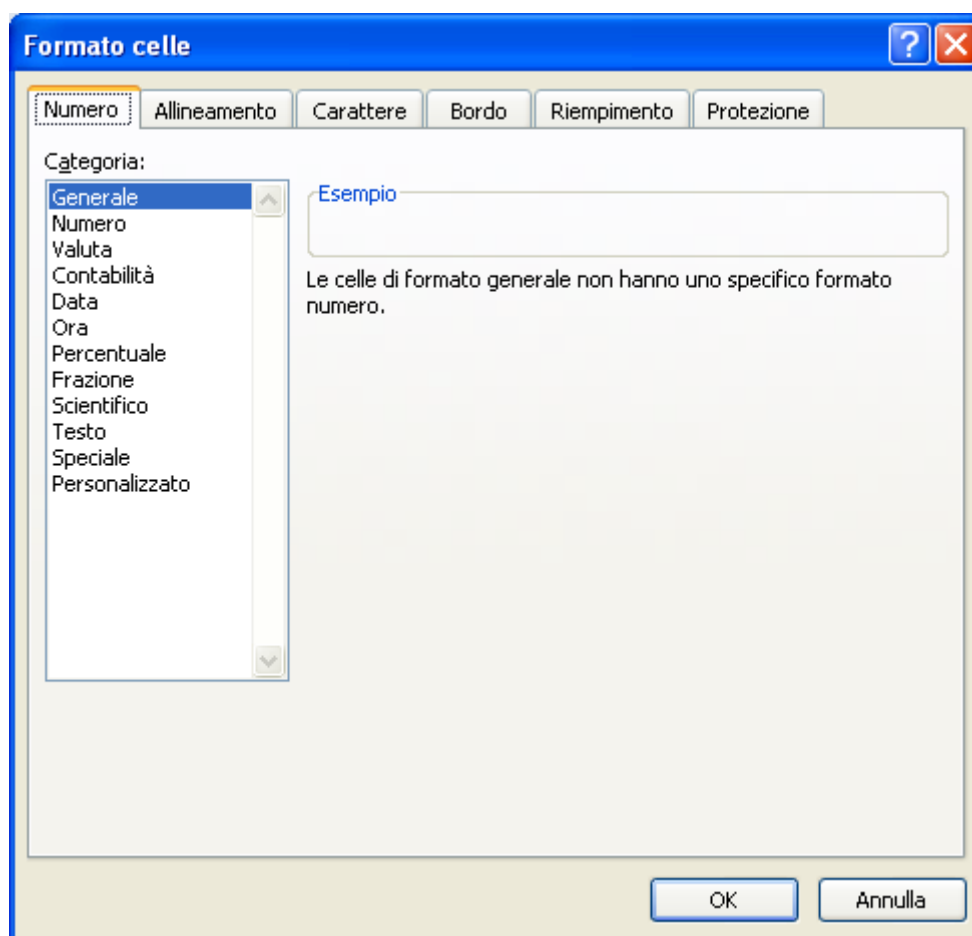 Formato celle
Numero Allineamento Carattere Bordo Riempimento Protezione
Categoria:
Generale
Numero
Valuta
Contabilità
Data
Ora
Percentuale
Frazione
Scientifico
Testo
Speciale
Personalizzato
Esempio
Le celle di formato generale non hanno uno specifico formato
numero.
OK Annulla